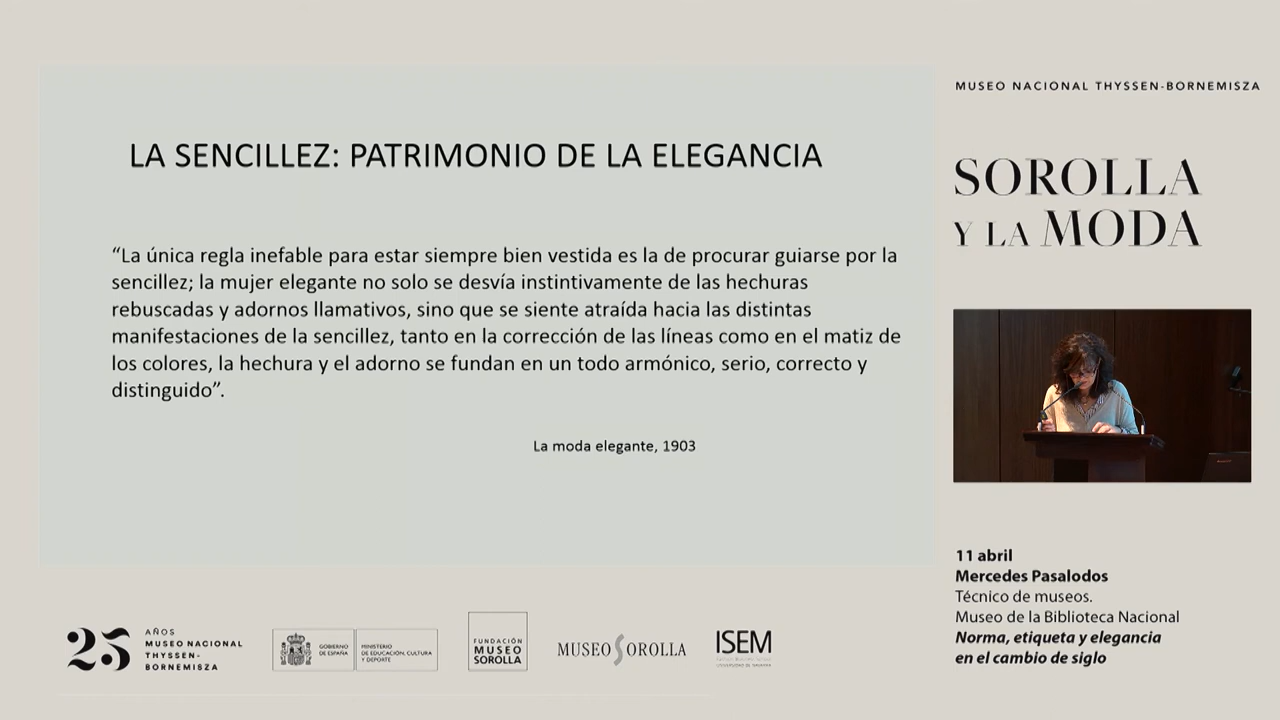 LA SENCILLEZ: PATRIMONIO DE LA ELEGANCIA
“La única regla inefable para estar siempre bien vestida es la de procurar guiarse por la
sencillez; la mujer elegante no solo se desvía instintivamente de las hechuras
rebuscadas y adornos llamativos, sino que se siente atraída hacia las distintas
manifestaciones de la sencillez, tanto en la corrección de las líneas como en el matiz de
los colores, la hechura y el adorno se fundan en un todo armónico, serio, correcto y
distinguido”.
La moda elegante, 1903
MUSEO NACIONAL THYSSEN-BORNEMISZA
SOROLLA
Y LA MODA
11 abril
Mercedes Pasalodos
Técnico de museos.
Museo de la Biblioteca Nacional
Norma, etiqueta y elegancia
en el cambio de siglo
25
AÑOS
MUSEO NACIONAL
THYSSEN-
BORNEMISZA
GOBIERNO
DE ESPAÑA
MINISTERIO
DE EDUCACIÓN, CULTURA
Y DEPORTE
FUNDACIÓN
MUSEO
SOROLLA
MUSEO SOROLLA
ISEM